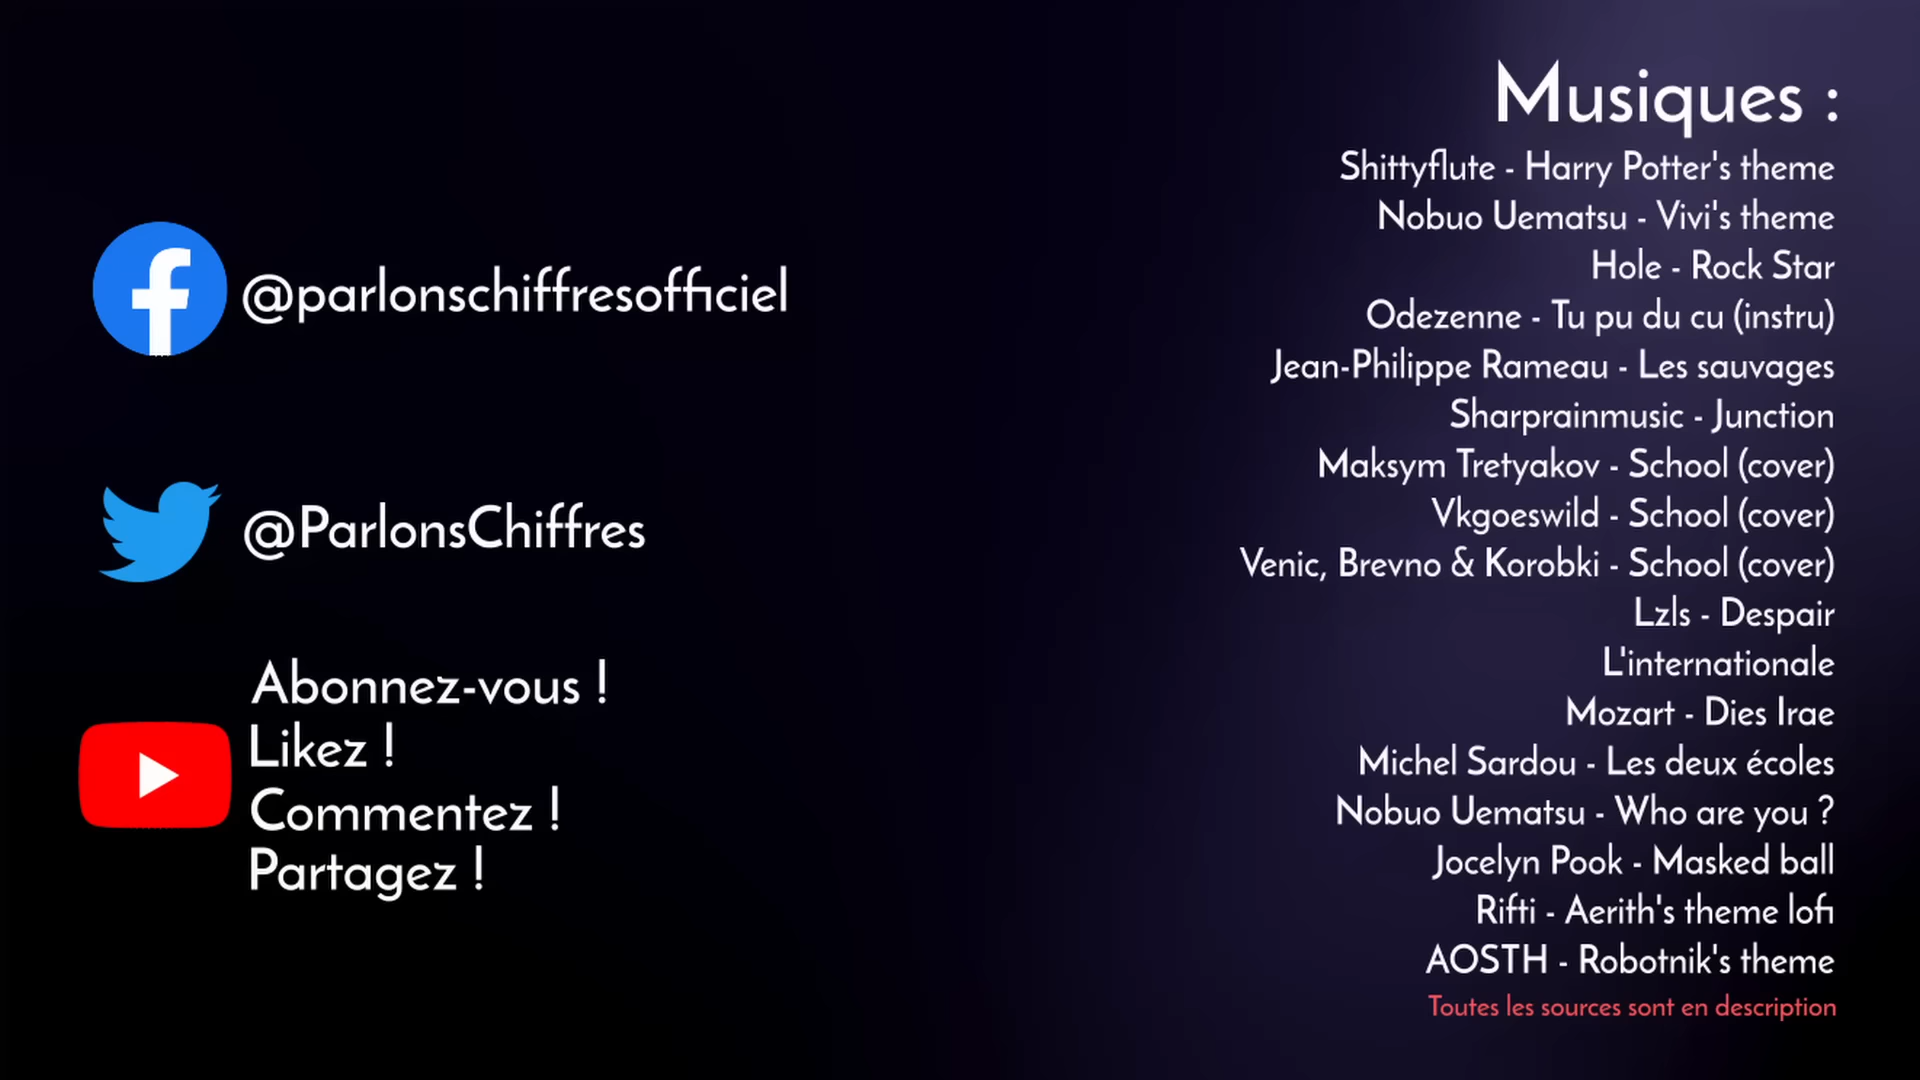 @parlonschiffresofficiel
@ParlonsChiffres
Abonnez-vous !
Likez !
Commentez !
Partagez !
Musiques :
Shittyflute - Harry Potter's theme
Nobuo Uematsu - Vivi's theme
Hole - Rock Star
Odezenne - Tu pu du cu (instru)
Jean-Philippe Rameau - Les sauvages
Sharprainmusic - Junction
Maksym Tretyakov - School (cover)
Vkgoeswild - School (cover)
Venic, Brevno & Korobki - School (cover)
Lzls - Despair
L'internationale
Mozart - Dies Irae
Michel Sardou - Les deux écoles
Nobuo Uematsu - Who are you ?
Jocelyn Pook - Masked ball
Rifti - Aerith's theme lofi
AOSTH - Robotnik's theme
Toutes les sources sont en description